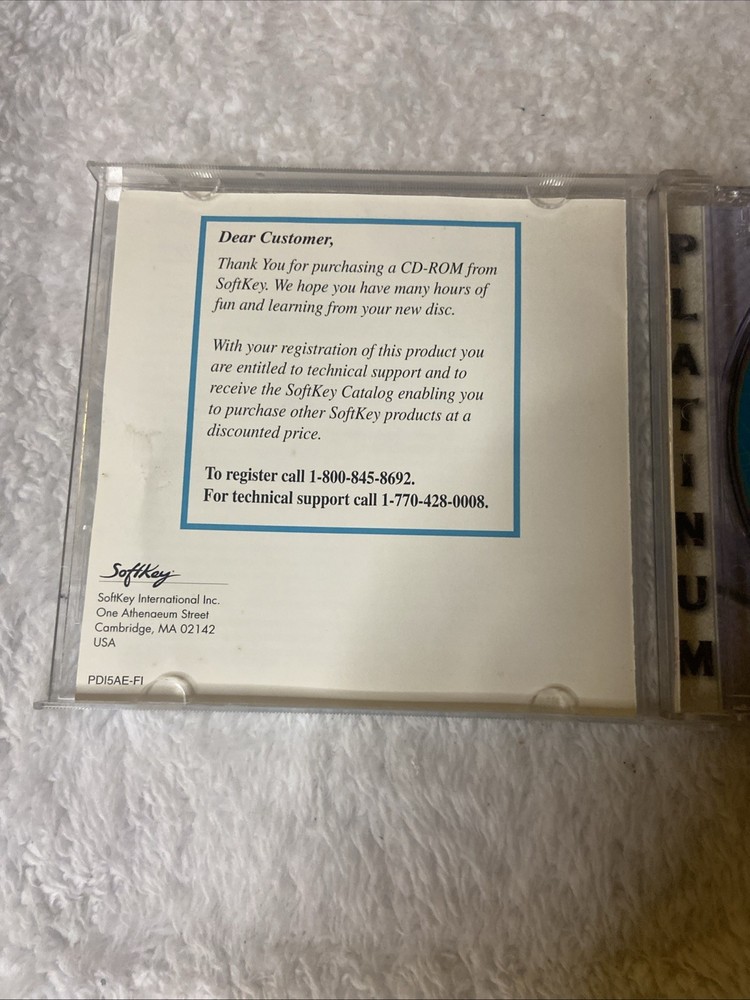 Dear Customer,
Thank You for purchasing a CD-ROM from
SoftKey. We hope you have many hours of
fun and learning from your new disc.
With your registration of this product you
are entitled to technical support and to
receive the SoftKey Catalog enabling you
to purchase other SoftKey products at a
discounted price.
To register call 1-800-845-8692.
For technical support call 1-770-428-0008.
SoftKey
SoftKey International Inc.
One Athenaeum Street
Cambridge, MA 02142
USA
PDI5AE-FI
PLATINUM